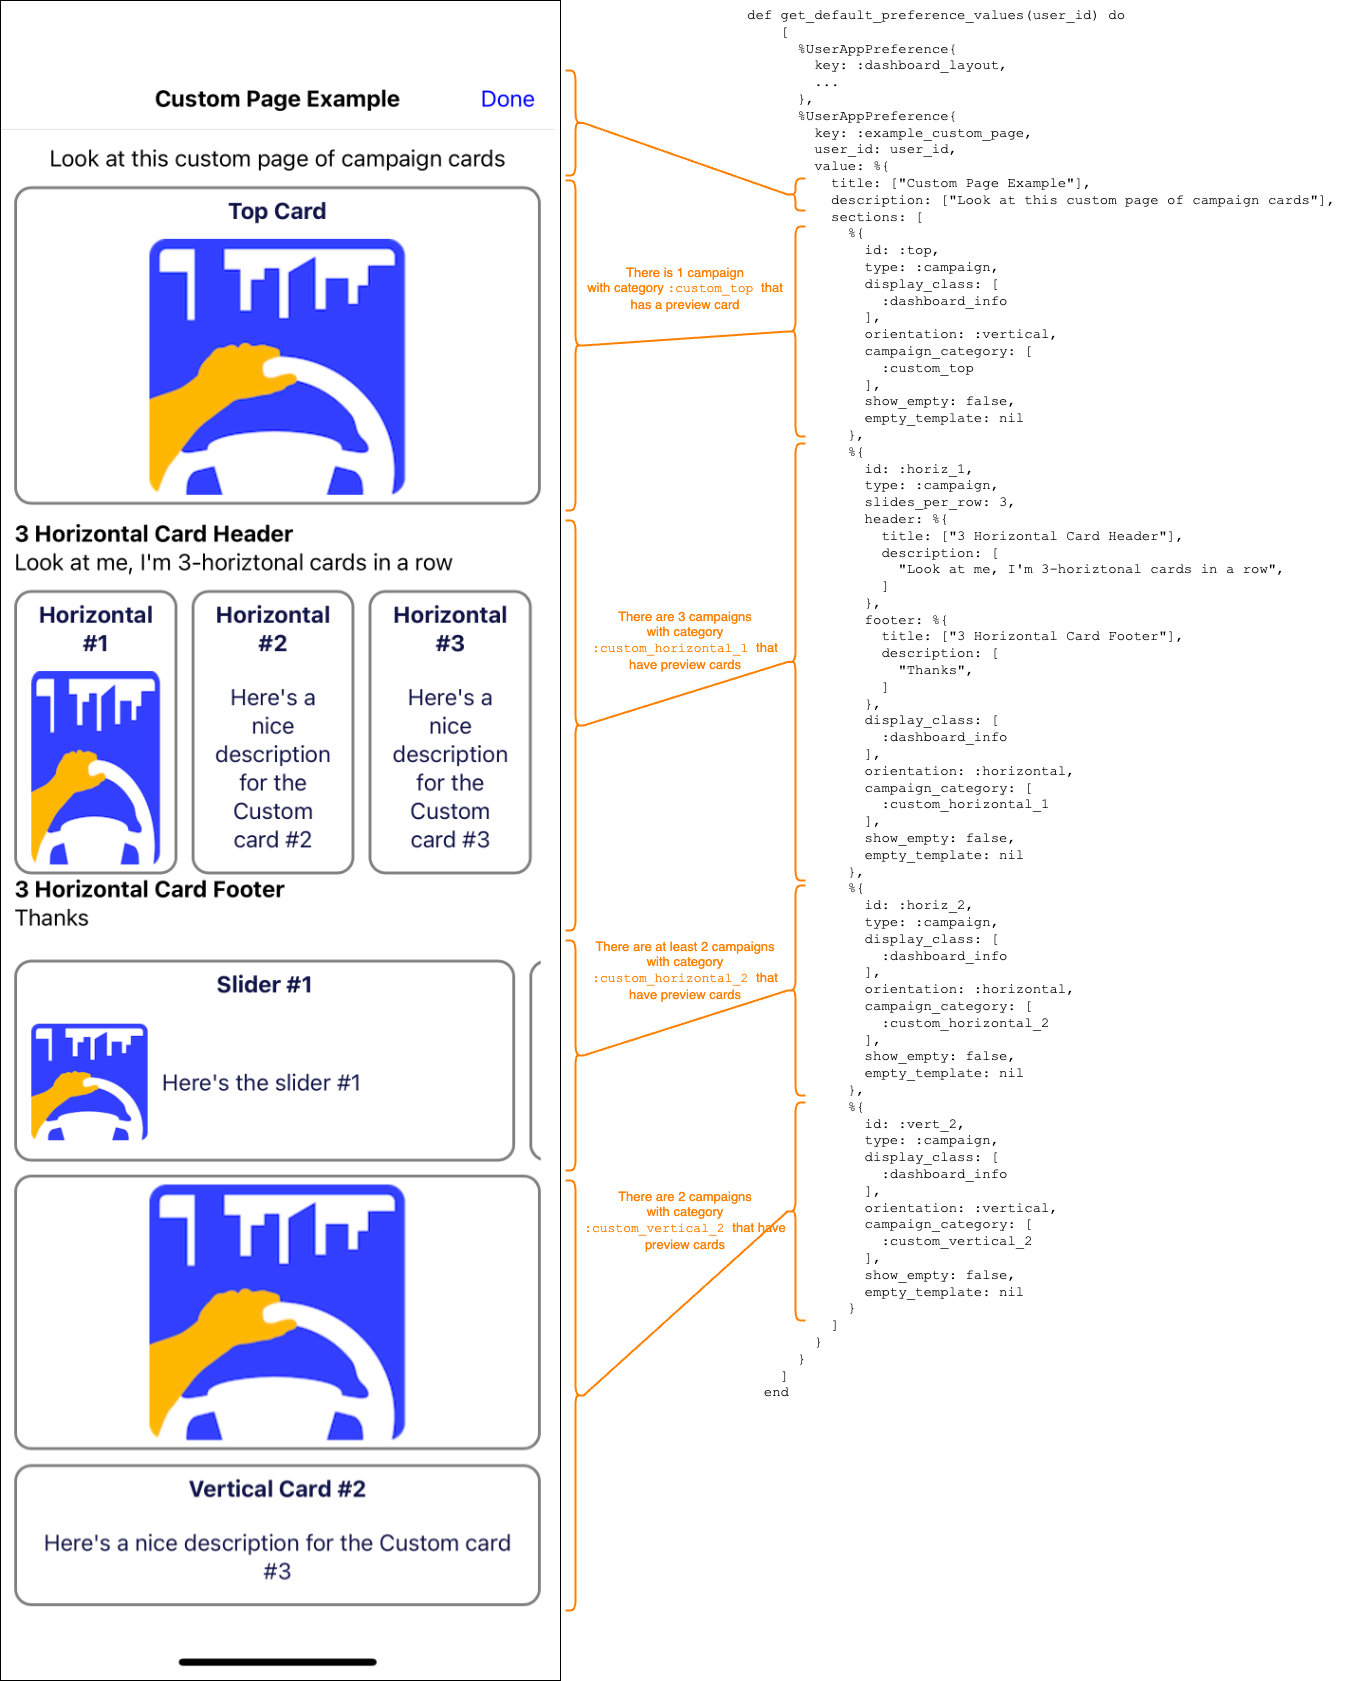 Custom Page Example
Done
Look at this custom page of campaign cards
Top Card
3 Horizontal Card Header
Look at me, I'm 3-horiztonal cards in a row
Horizontal
#1
Horizontal
#2
Here's a
nice
description
for the
Custom
card #2
Horizontal
#3
Here's a
nice
description
for the
Custom
card #3
3 Horizontal Card Footer
Thanks
Slider #1
Here's the slider #1
Vertical Card #2
Here's a nice description for the Custom card
#3
There is 1 campaign
with category :custom_top that
has a preview card
There are 3 campaigns
with category
:custom_horizontal_1 that
have preview cards
There are at least 2 campaigns
with category
:custom_horizontal_2 that
have preview cards
There are 2 campaigns
with category
:custom_vertical_2 that have
preview cards
def get_default_preference_values(user_id) do
[
%UserAppPreference{
key: :dashboard_layout,
...
},
%UserAppPreference{
key: :example_custom_page,
user_id: user_id,
value: %{
title: ["Custom Page Example"],
description: ["Look at this custom page of campaign cards"],
sections: [
%{
id: :top,
type: :campaign,
display_class: [
:dashboard_info
],
orientation: :vertical,
campaign_category: [
:custom_top
],
show_empty: false,
empty_template: nil
},
%{
id: :horiz_1,
type: :campaign,
slides_per_row: 3,
header: %{
title: ["3 Horizontal Card Header"],
description: [
"Look at me, I'm 3-horiztonal cards in a row",
]
},
footer: %{
title: ["3 Horizontal Card Footer"],
description: [
"Thanks",
]
},
display_class: [
:dashboard_info
],
orientation: :horizontal,
campaign_category: [
:custom_horizontal_1
],
show_empty: false,
empty_template: nil
},
%{
id: :horiz_2,
type: :campaign,
display_class: [
:dashboard_info
],
orientation: :horizontal,
campaign_category: [
:custom_horizontal_2
],
show_empty: false,
empty_template: nil
},
%{
id: :vert_2,
type: :campaign,
display_class: [
:dashboard_info
],
orientation: :vertical,
campaign_category: [
:custom_vertical_2
],
show_empty: false,
empty_template: nil
}
]
}
}
]
end